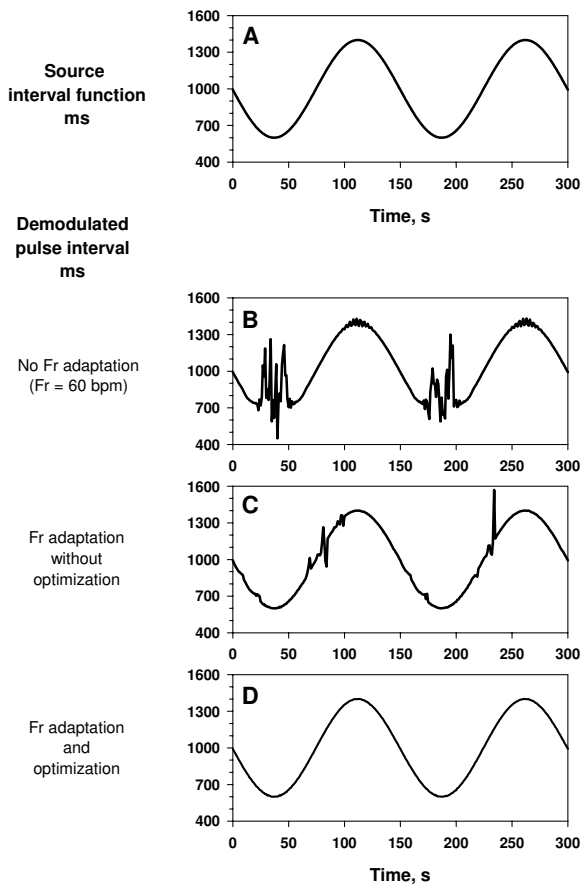 Source
interval function
ms
A
1600
1300
1000
700
400
0 50 100 150 200 250 300
Time, s
Demodulated
pulse interval
ms
No Fr adaptation
(Fr = 60 bpm)
B
1600
1300
1000
700
400
0 50 100 150 200 250 300
Fr adaptation
without
optimization
C
1600
1300
1000
700
400
0 50 100 150 200 250 300
Fr adaptation
and
optimization
D
1600
1300
1000
700
400
0 50 100 150 200 250 300
Time, s